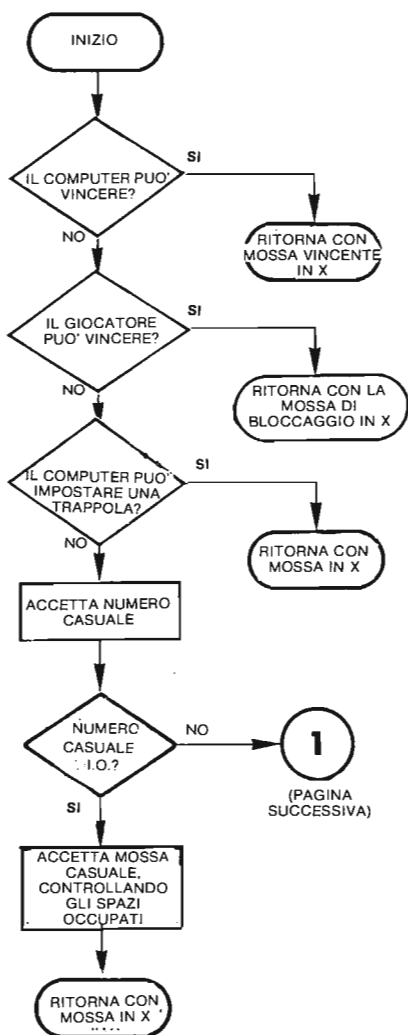 INIZIO
IL COMPUTER PUO'
VINCERE?
SI
RITORNA CON
MOSSA VINCENTE
IN X
NO
IL GIOCATORE
PUO' VINCERE?
SI
RITORNA CON LA
MOSSA DI
BLOCCAGGIO IN X
NO
IL COMPUTER PUO'
IMPOSTARE UNA
TRAPPOLA?
SI
RITORNA CON
MOSSA IN X
NO
ACCETTA NUMERO
CASUALE
NUMERO
CASUALE
NO
1
(PAGINA
SUCCESSIVA)
SI
ACCETTA MOSSA
CASUALE,
CONTROLLANDO
GLI SPAZI
OCCUPATI
RITORNA CON
MOSSA IN X